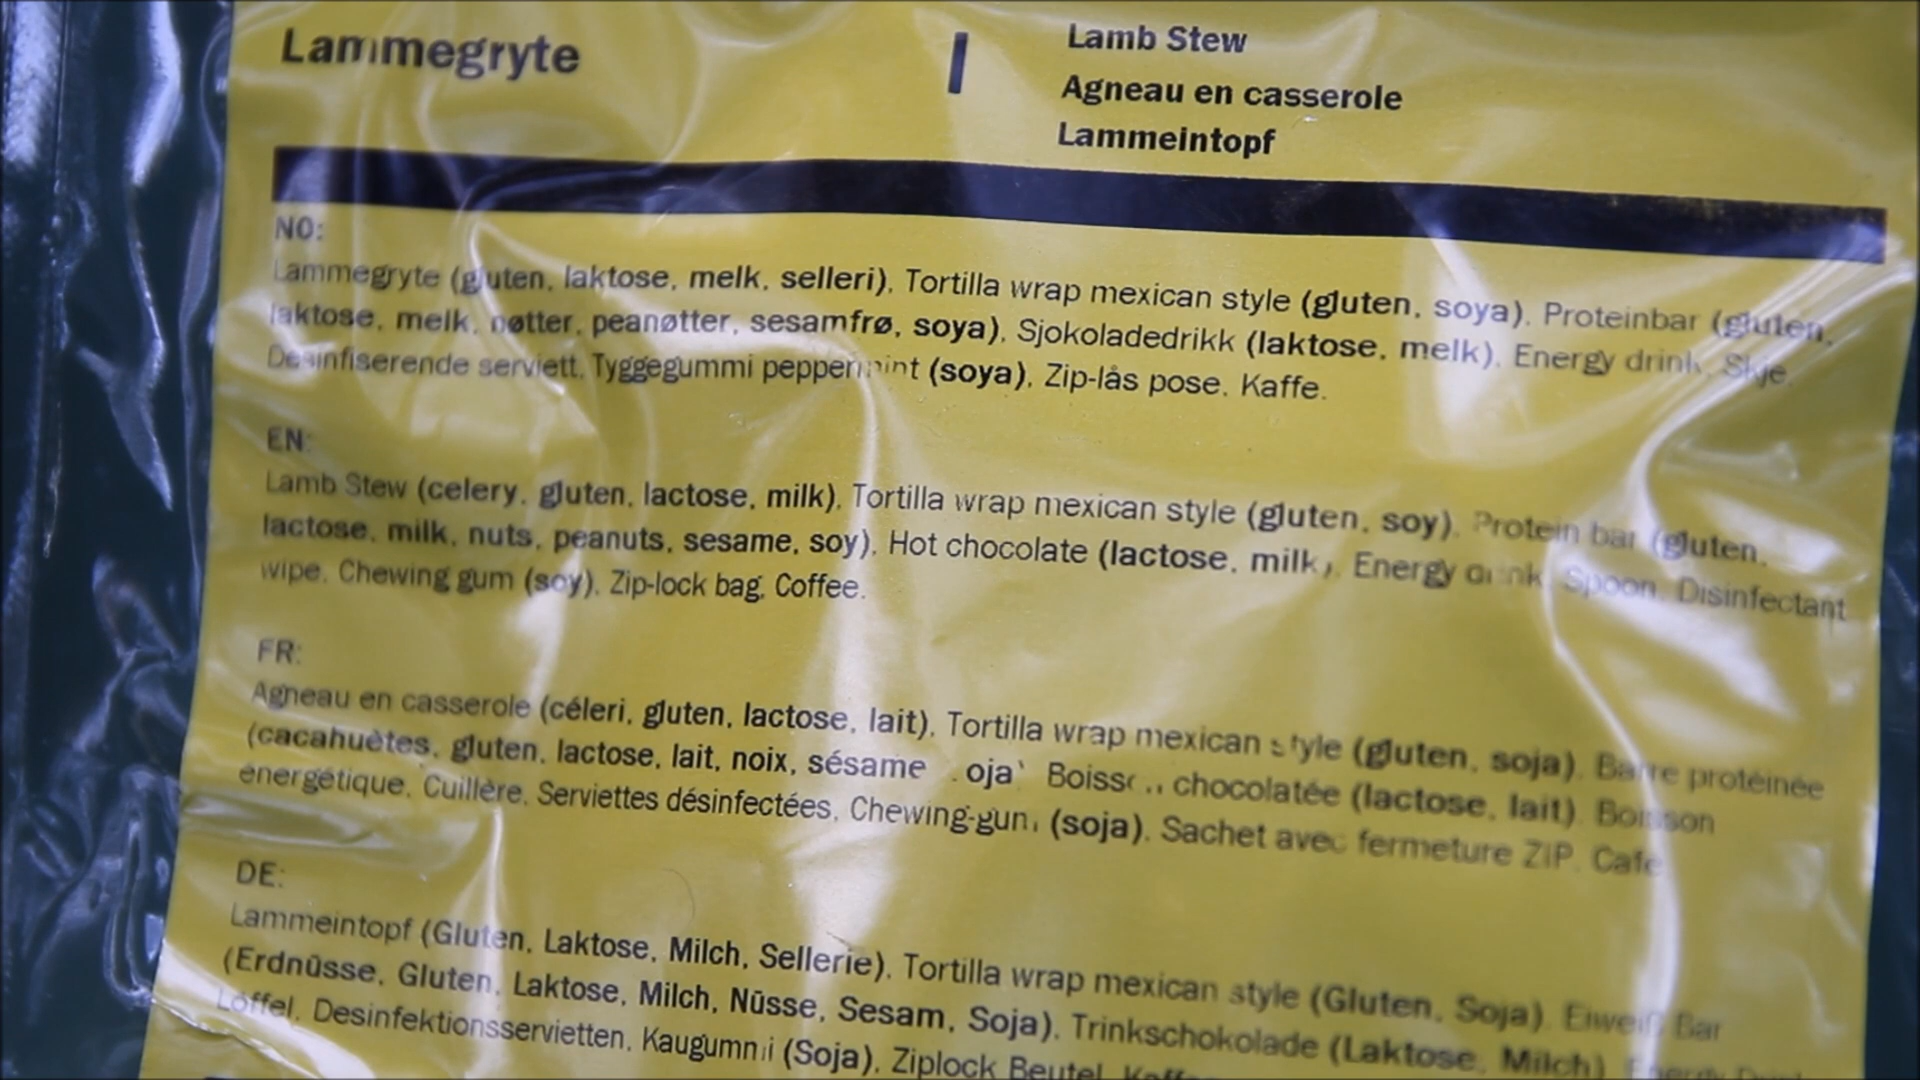 Lammegryte
I
Lamb Stew
Agneau en casserole
Lammeintopf
NO:
Lammegryte (gluten, laktose, melk, selleri). Tortilla wrap mexican style (gluten, soya). Proteinbar (gluten,
laktose, melk, nøtter, peanøtter, sesamfrø, soya). Sjokoladedrikk (laktose, melk). Energy drink. Skje.
Desinfiserende serviett. Tyggegummi peppermint (soya). Zip-lås pose. Kaffe.
EN:
Lamb Stew (celery, gluten, lactose, milk). Tortilla wrap mexican style (gluten, soy). Protein bar (gluten,
lactose, milk, nuts, peanuts, sesame, soy). Hot chocolate (lactose, milk). Energy drink. Spoon. Disinfectant
wipe. Chewing gum (soy). Zip-lock bag. Coffee.
FR:
Agneau en casserole (céleri, gluten, lactose, lait). Tortilla wrap mexican style (gluten, soja). Barre protéinée
(cacahuètes, gluten, lactose, lait, noix, sésame, soja) Boisson chocolatée (lactose, lait). Boisson
énergétique. Cuillère. Serviettes désinfectées. Chewing-gum (soja). Sachet avec fermeture ZIP. Café
DE:
Lammeintopf (Gluten, Laktose, Milch, Sellerie). Tortilla wrap mexican style (Gluten, Soja). Eiweiß Bar
(Erdnüsse, Gluten, Laktose, Milch, Nüsse, Sesam, Soja). Trinkschokolade (Laktose, Milch). Energy Drink.
Löffel. Desinfektionsservietten. Kaugummi (Soja). Ziplock Beutel. Kaffee